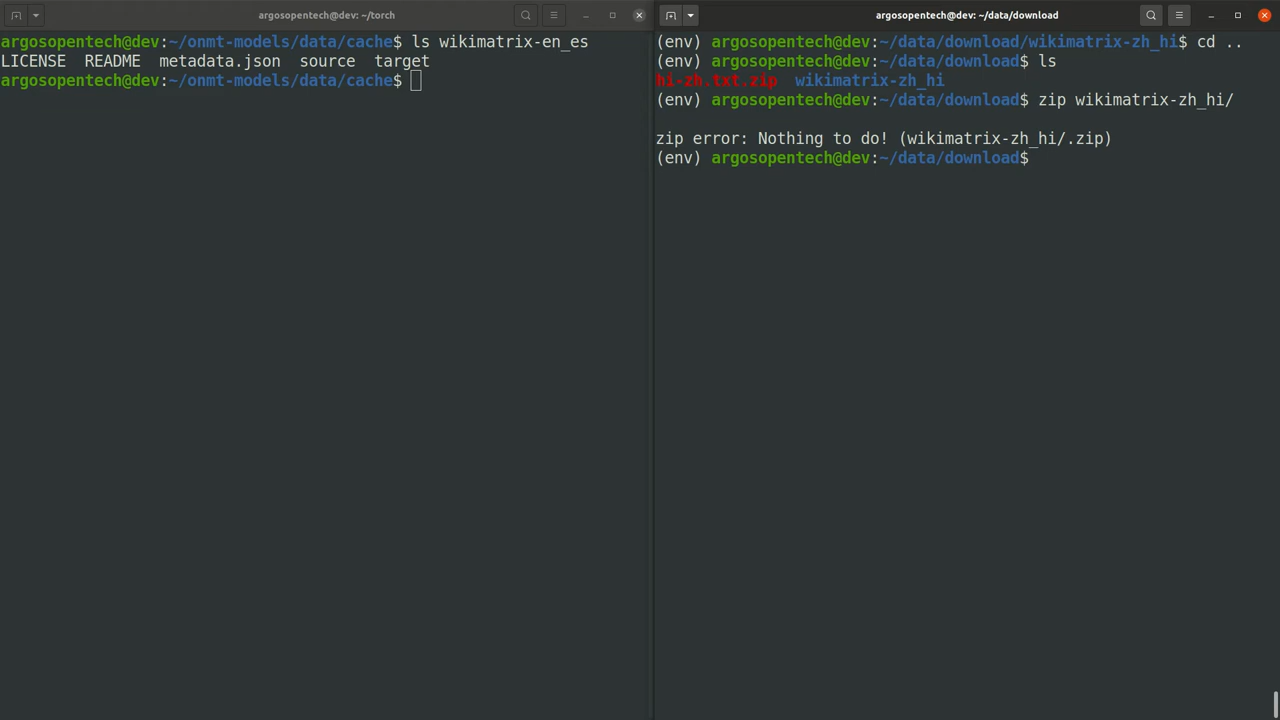 argosopentech@dev: ~/torch
argosopentech@dev:~/onmt-models/data/cache$ ls wikimatrix-en_es
LICENSE  README  metadata.json  source  target
argosopentech@dev:~/onmt-models/data/cache$
argosopentech@dev: ~/data/download
(env) argosopentech@dev:~/data/download/wikimatrix-zh_hi$ cd ..
(env) argosopentech@dev:~/data/download$ ls
hi-zh.txt.zip  wikimatrix-zh_hi
(env) argosopentech@dev:~/data/download$ zip wikimatrix-zh_hi/
zip error: Nothing to do! (wikimatrix-zh_hi/.zip)
(env) argosopentech@dev:~/data/download$